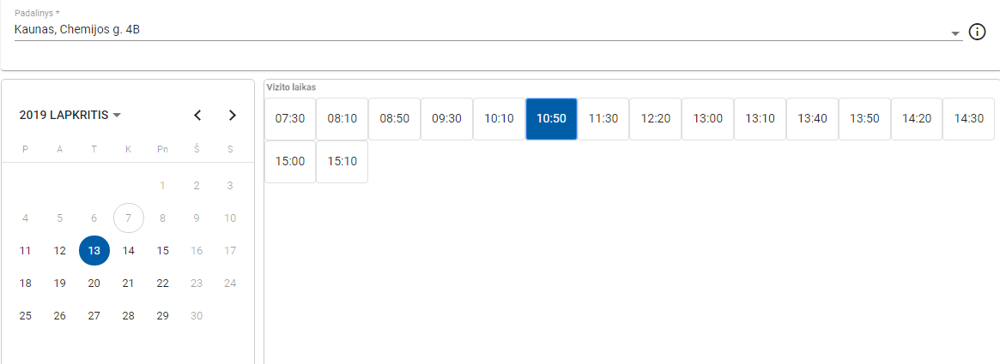 Padalinys *
Kaunas, Chemijos g. 4B
2019 LAPKRITIS
P A T K Pn Š S
1 2 3
4 5 6 7 8 9 10
11 12 13 14 15 16 17
18 19 20 21 22 23 24
25 26 27 28 29 30
Vizito laikas
07:30 08:10 08:50 09:30 10:10 10:50 11:30 12:20 13:00 13:10 13:40 13:50 14:20 14:30
15:00 15:10